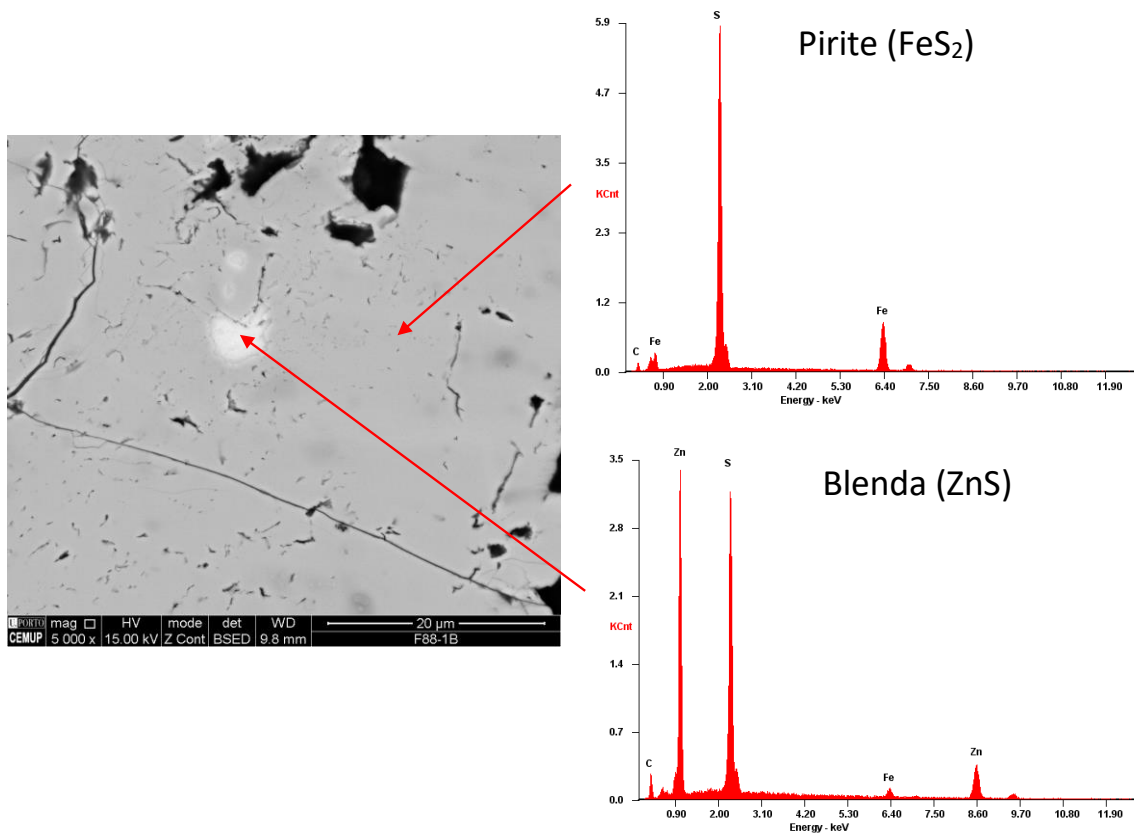 Pirite (FeS₂)
5.9
4.7
3.5
KCnt
2.3
1.2
0.0
S
C
Fe
Fe
0.90 2.00 3.10 4.20 5.30 6.40 7.50 8.60 9.70 10.80 11.90
Energy - keV
U.PORTO
CEMUP
mag HV mode det WD 20 µm
5 000 x 15.00 kV Z Cont BSED 9.8 mm F88-1B
Blenda (ZnS)
3.5
2.8
2.1
KCnt
1.4
0.7
0.0
Zn
S
C
Fe
Zn
0.90 2.00 3.10 4.20 5.30 6.40 7.50 8.60 9.70 10.80 11.90
Energy - keV